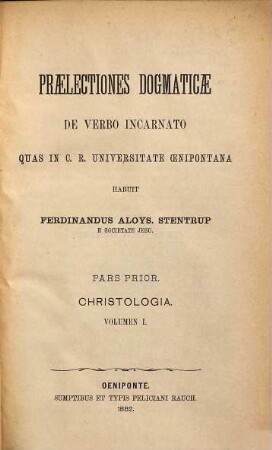 PRÆLECTIONES DOGMATICÆ
DE VERBO INCARNATO
QUAS IN C. R. UNIVERSITATE ŒNIPONTANA
HABUIT
FERDINANDUS ALOYS. STENTRUP
E SOCIETATE JESU.
PARS PRIOR.
CHRISTOLOGIA.
VOLUMEN I.
OENIPONTE.
SUMPTIBUS ET TYPIS FELICIANI RAUCH.
1882.